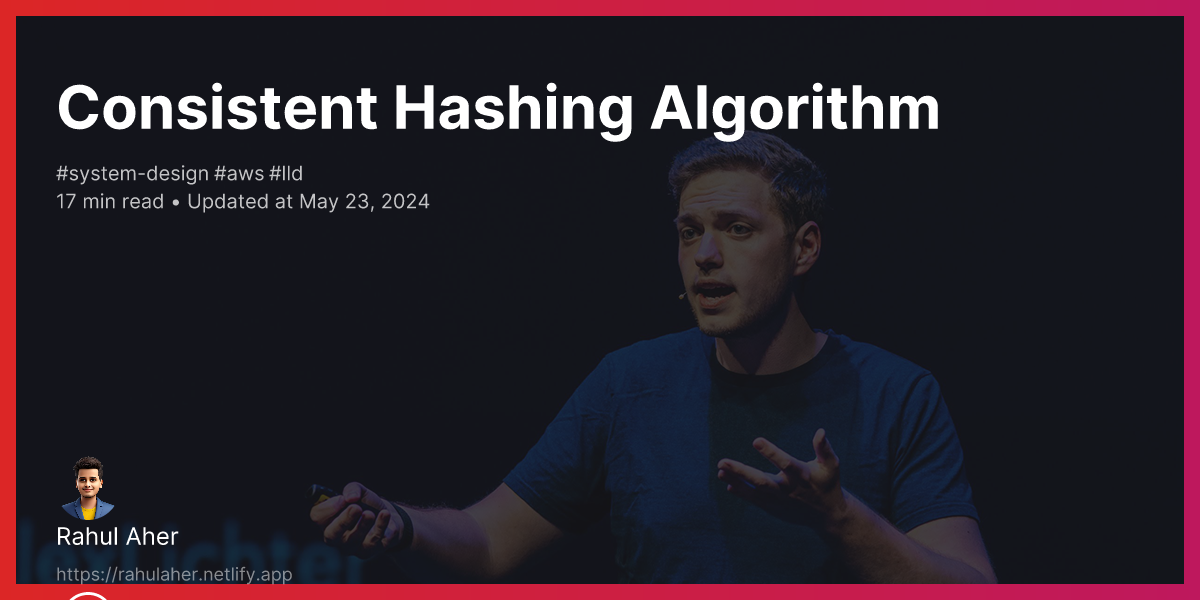 Consistent Hashing Algorithm
#system-design #aws #lld
17 min read • Updated at May 23, 2024
Rahul Aher
https://rahulaher.netlify.app